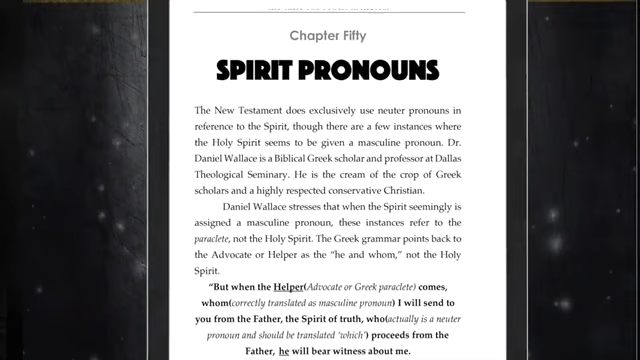 Chapter Fifty
SPIRIT PRONOUNS
The New Testament does exclusively use neuter pronouns in
reference to the Spirit, though there are a few instances where
the Holy Spirit seems to be given a masculine pronoun. Dr.
Daniel Wallace is a Biblical Greek scholar and professor at Dallas
Theological Seminary. He is the cream of the crop of Greek
scholars and a highly respected conservative Christian.
Daniel Wallace stresses that when the Spirit seemingly is
assigned a masculine pronoun, these instances refer to the
paraclete, not the Holy Spirit. The Greek grammar points back to
the Advocate or Helper as the “he and whom,” not the Holy
Spirit.
“But when the Helper(Advocate or Greek paraclete) comes,
whom(correctly translated as masculine pronoun) I will send to
you from the Father, the Spirit of truth, who(actually is a neuter
pronoun and should be translated ‘which’) proceeds from the
Father, he will bear witness about me.